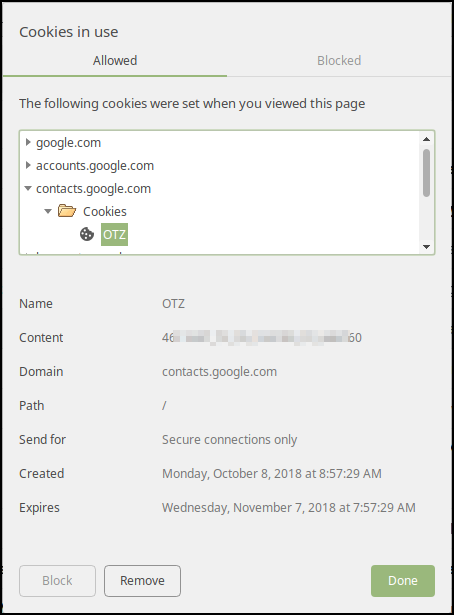 Cookies in use
Allowed Blocked
The following cookies were set when you viewed this page
google.com
accounts.google.com
contacts.google.com
Cookies
OTZ
Name OTZ
Content 46 60
Domain contacts.google.com
Path /
Send for Secure connections only
Created Monday, October 8, 2018 at 8:57:29 AM
Expires Wednesday, November 7, 2018 at 7:57:29 AM
Block Remove Done